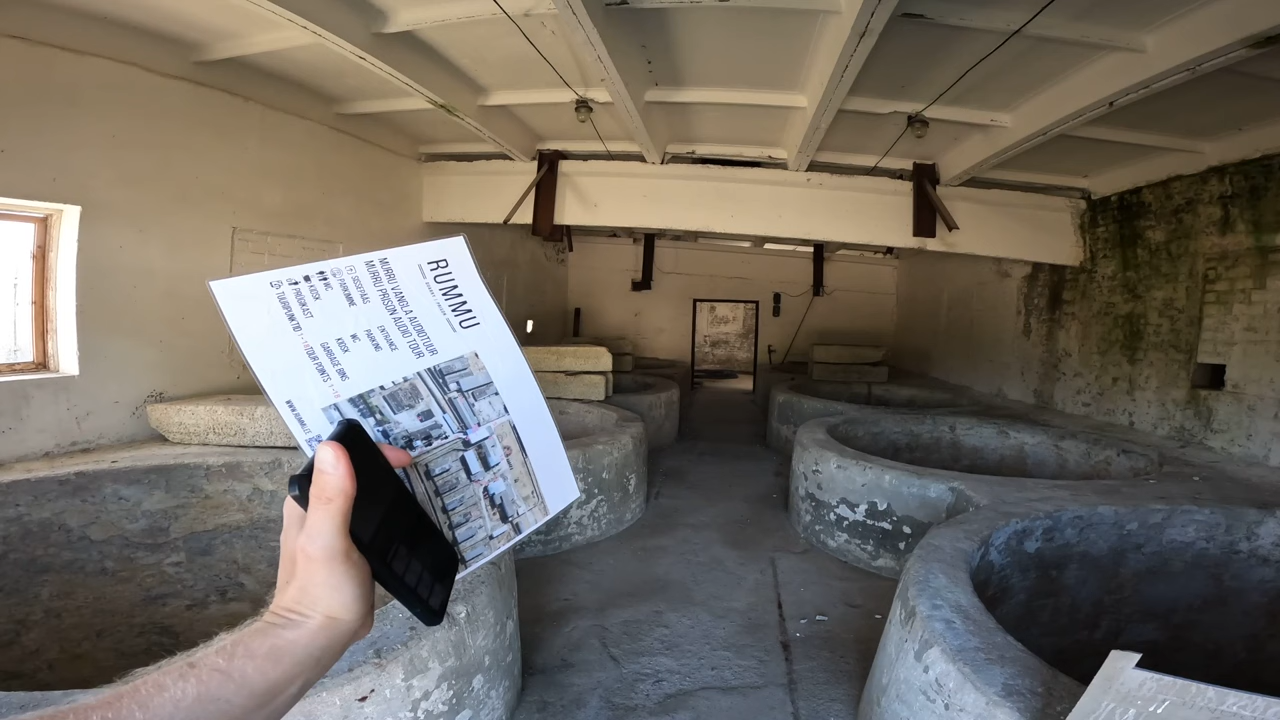 RUMMU
MURRU VANGLA AUDIOTUUR
MURRU PRISON AUDIO TOUR
SISSEPÄÄS ENTRANCE
PARKIMINE PARKING
WC WC
KIOSK KIOSK
PRÜGIKAST GARBAGE BINS
TUURIPUNKTID TOUR POINTS